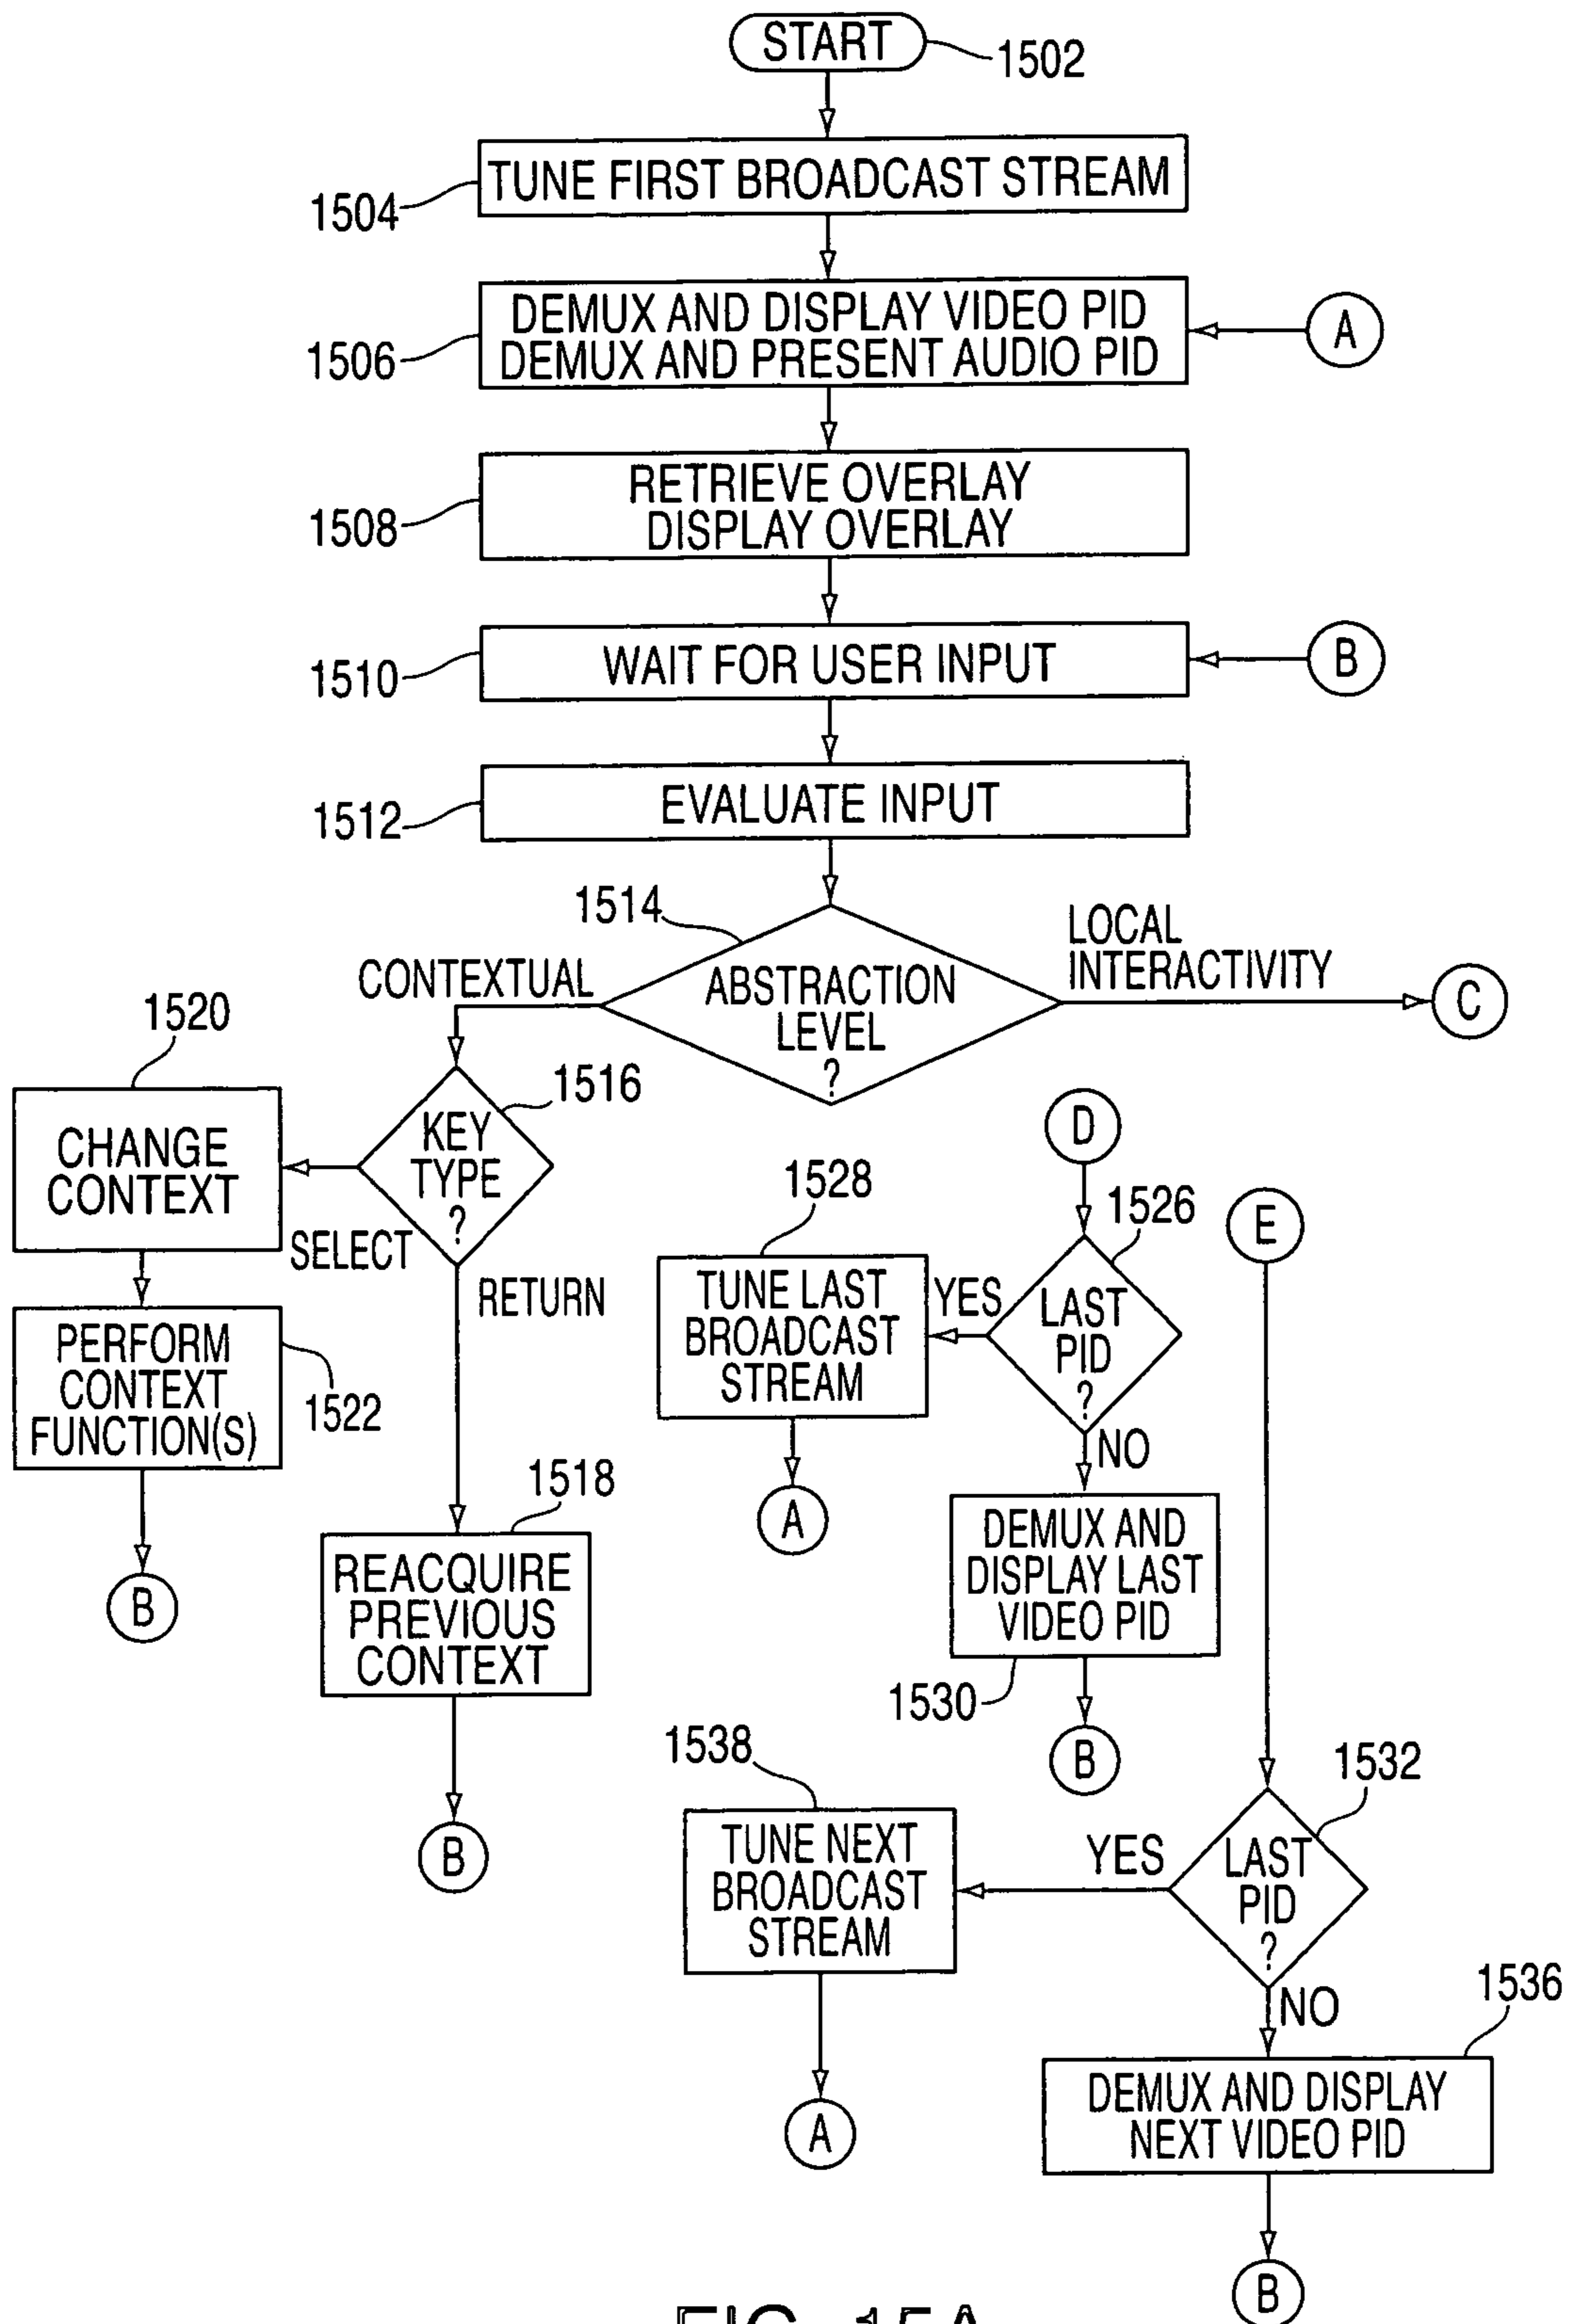 START
1502
TUNE FIRST BROADCAST STREAM
1504
DEMUX AND DISPLAY VIDEO PID
DEMUX AND PRESENT AUDIO PID
1506
A
RETRIEVE OVERLAY
DISPLAY OVERLAY
1508
WAIT FOR USER INPUT
1510
B
EVALUATE INPUT
1512
1514
ABSTRACTION
LEVEL
?
CONTEXTUAL
LOCAL
INTERACTIVITY
C
1520
CHANGE
CONTEXT
1516
KEY
TYPE
?
SELECT
RETURN
PERFORM
CONTEXT
FUNCTION(S)
1522
B
1518
REACQUIRE
PREVIOUS
CONTEXT
B
D
1526
LAST
PID
?
YES
1528
TUNE LAST
BROADCAST
STREAM
A
NO
DEMUX AND
DISPLAY LAST
VIDEO PID
1530
B
E
1532
LAST
PID
?
YES
1538
TUNE NEXT
BROADCAST
STREAM
A
NO
1536
DEMUX AND DISPLAY
NEXT VIDEO PID
B
FIG. 15A